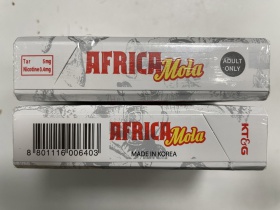 Tar 5mg
Nicotine 0.4mg
AFRICA Mola
ADULT
ONLY
AFRICA Mola
MADE IN KOREA
KT&G
8 801116 006403